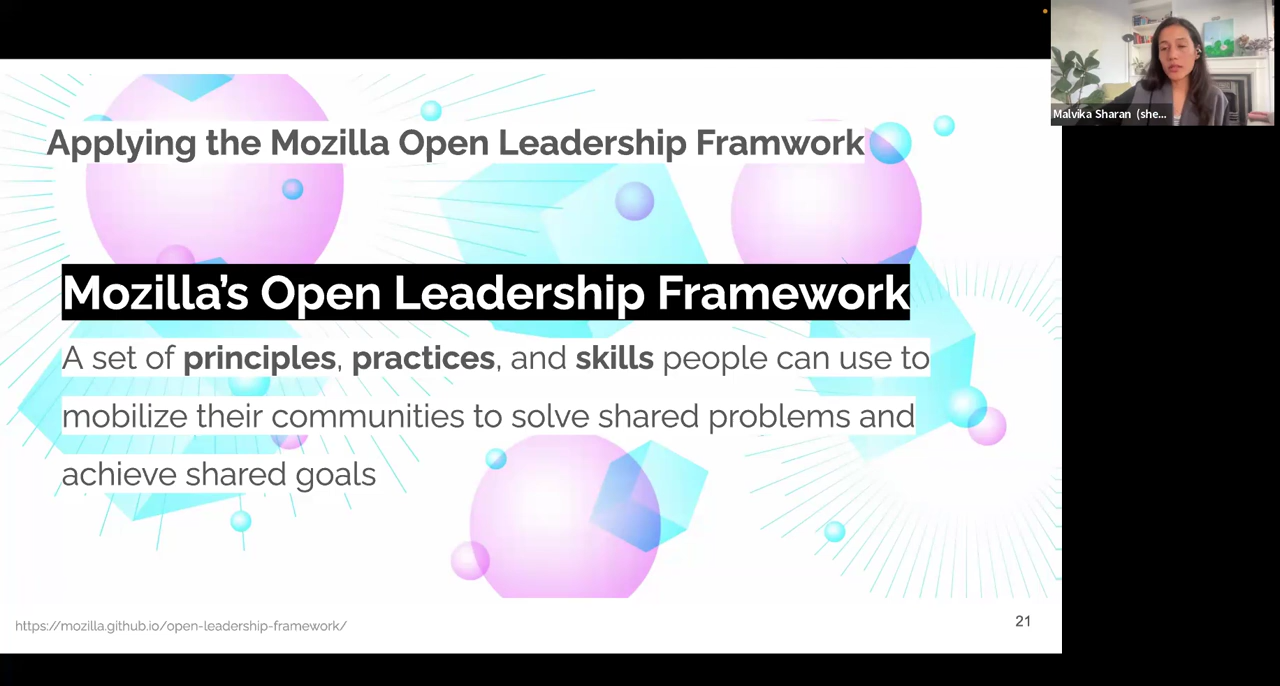 Applying the Mozilla Open Leadership Framwork
Mozilla's Open Leadership Framework
A set of principles, practices, and skills people can use to
mobilize their communities to solve shared problems and
achieve shared goals
https://mozilla.github.io/open-leadership-framework/
21
Malvika Sharan (she...